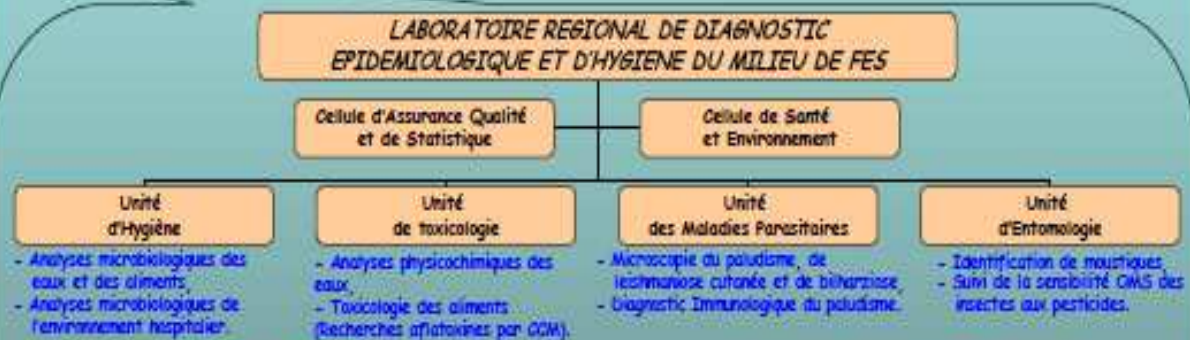 LABORATOIRE REGIONAL DE DIAGNOSTIC
EPIDEMIOLOGIQUE ET D'HYGIENE DU MILIEU DE FES
Cellule d'Assurance Qualité
et de Statistique
Cellule de Santé
et Environnement
Unité
d'Hygiène
- Analyses microbiologiques des
eaux et des aliments,
- Analyses microbiologiques de
l'environnement hospitalier.
Unité
de toxicologie
- Analyses physicochimiques des
eaux.
- Toxicologie des aliments
(Recherches aflatoxines par CCM).
Unité
des Maladies Parasitaires
- Microscopie du paludisme, de
leishmaniose cutanée et de bilharziose,
- Diagnostic Immunologique du paludisme.
Unité
d'Entomologie
- Identification de moustiques,
- Suivi de la sensibilité OMS des
insectes aux pesticides.